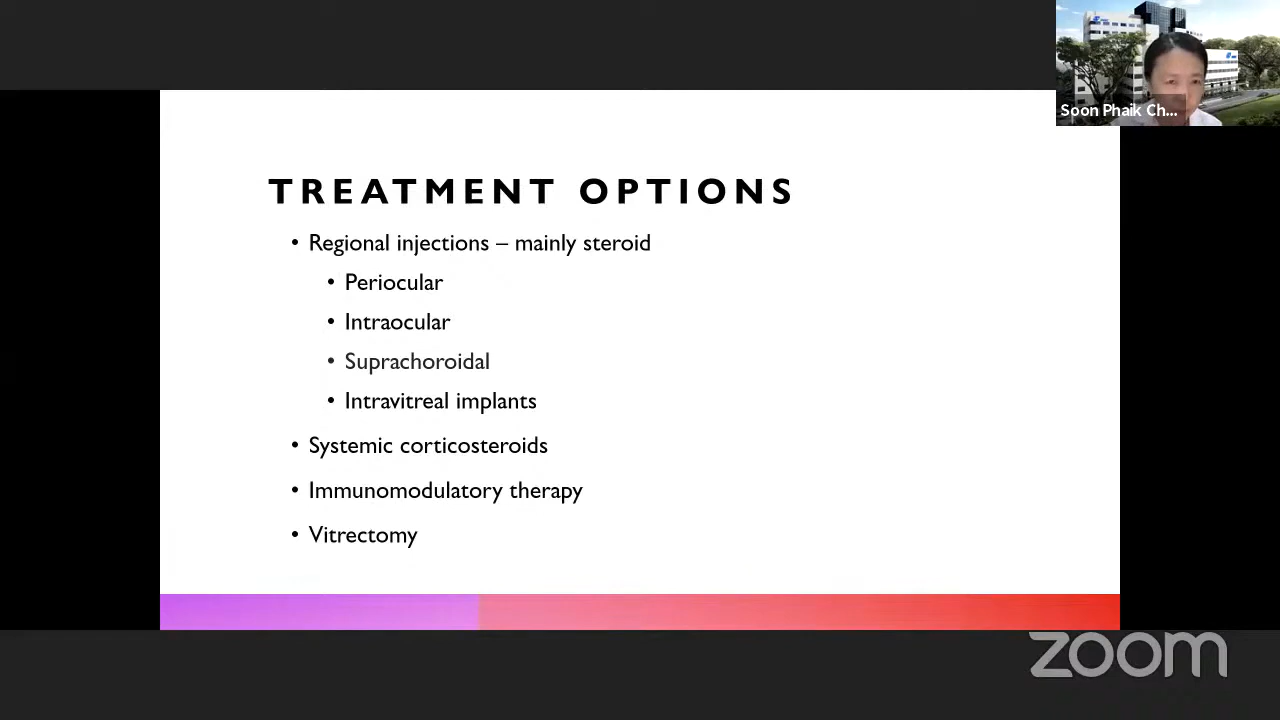 Soon Phaik Ch...
TREATMENT OPTIONS
• Regional injections – mainly steroid
• Periocular
• Intraocular
• Suprachoroidal
• Intravitreal implants
• Systemic corticosteroids
• Immunomodulatory therapy
• Vitrectomy
zoom